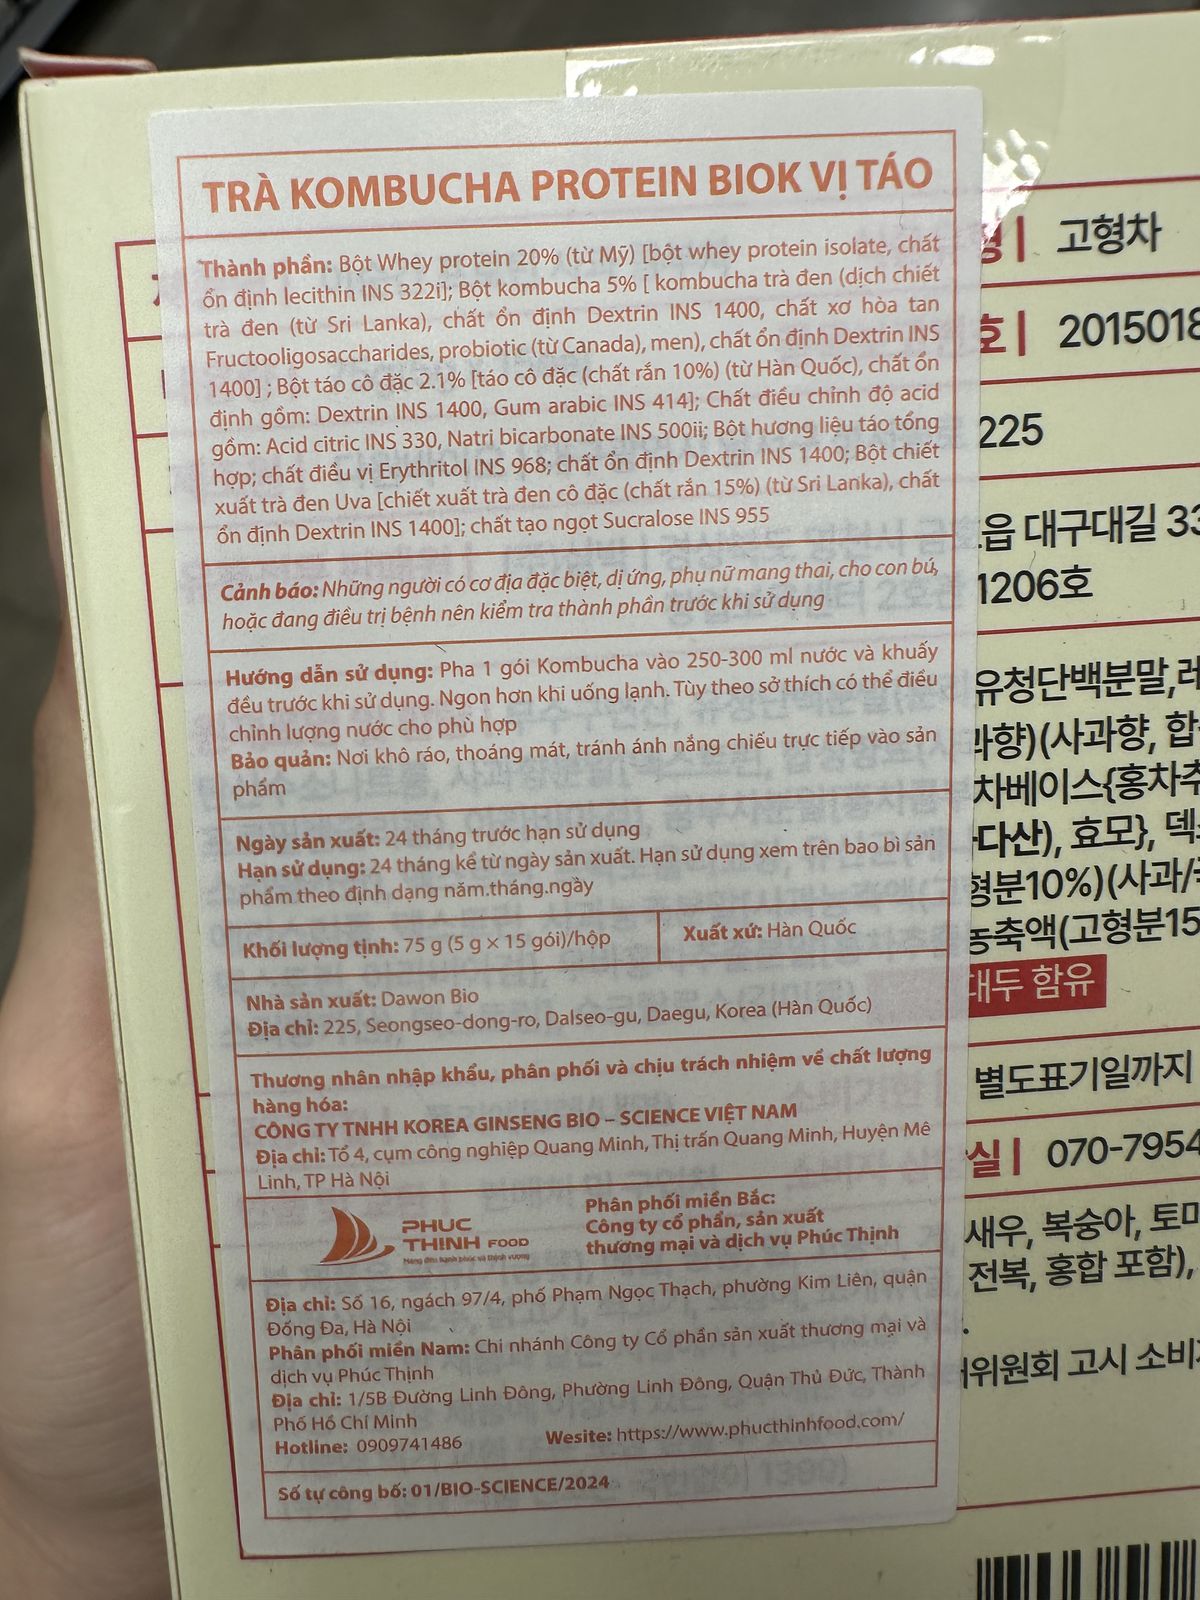 TRÀ KOMBUCHA PROTEIN BIOK VỊ TÁO
Thành phần: Bột Whey protein 20% (từ Mỹ) [bột whey protein isolate, chất
ổn định lecithin INS 322i]; Bột kombucha 5% [ kombucha trà đen (dịch chiết
trà đen (từ Sri Lanka), chất ổn định Dextrin INS 1400, chất xơ hòa tan
Fructooligosaccharides, probiotic (từ Canada), men), chất ổn định Dextrin INS
1400] ; Bột táo cô đặc 2.1% [táo cô đặc (chất rắn 10%) (từ Hàn Quốc), chất ổn
định gồm: Dextrin INS 1400, Gum arabic INS 414]; Chất điều chỉnh độ acid
gồm: Acid citric INS 330, Natri bicarbonate INS 500ii; Bột hương liệu táo tổng
hợp; chất điều vị Erythritol INS 968; chất ổn định Dextrin INS 1400; Bột chiết
xuất trà đen Uva [chiết xuất trà đen cô đặc (chất rắn 15%) (từ Sri Lanka), chất
ổn định Dextrin INS 1400]; chất tạo ngọt Sucralose INS 955
Cảnh báo: Những người có cơ địa đặc biệt, dị ứng, phụ nữ mang thai, cho con bú,
hoặc đang điều trị bệnh nên kiểm tra thành phần trước khi sử dụng
Hướng dẫn sử dụng: Pha 1 gói Kombucha vào 250-300 ml nước và khuấy
đều trước khi sử dụng. Ngon hơn khi uống lạnh. Tùy theo sở thích có thể điều
chỉnh lượng nước cho phù hợp
Bảo quản: Nơi khô ráo, thoáng mát, tránh ánh nắng chiếu trực tiếp vào sản
phẩm
Ngày sản xuất: 24 tháng trước hạn sử dụng
Hạn sử dụng: 24 tháng kể từ ngày sản xuất. Hạn sử dụng xem trên bao bì sản
phẩm theo định dạng năm.tháng.ngày
Khối lượng tịnh: 75 g (5 g × 15 gói)/hộp
Xuất xứ: Hàn Quốc
Nhà sản xuất: Dawon Bio
Địa chỉ: 225, Seongseo-dong-ro, Dalseo-gu, Daegu, Korea (Hàn Quốc)
Thương nhân nhập khẩu, phân phối và chịu trách nhiệm về chất lượng
hàng hóa:
CÔNG TY TNHH KOREA GINSENG BIO – SCIENCE VIỆT NAM
Địa chỉ: Tổ 4, cụm công nghiệp Quang Minh, Thị trấn Quang Minh, Huyện Mê
Linh, TP Hà Nội
PHUC
THINH FOOD
Phân phối miền Bắc:
Công ty cổ phần, sản xuất
thương mại và dịch vụ Phúc Thịnh
Địa chỉ: Số 16, ngách 97/4, phố Phạm Ngọc Thạch, phường Kim Liên, quận
Đống Đa, Hà Nội
Phân phối miền Nam: Chi nhánh Công ty Cổ phần sản xuất thương mại và
dịch vụ Phúc Thịnh
Địa chỉ: 1/5B Đường Linh Đông, Phường Linh Đông, Quận Thủ Đức, Thành
Phố Hồ Chí Minh
Hotline: 0909741486
Wesite: https://www.phucthinhfood.com/
Số tự công bố: 01/BIO-SCIENCE/2024
고형차
호| 2015018
225
읍 대구대길 33
1206호
유청단백분말, 레
과향)(사과향, 합
차베이스{홍차추
다산), 효모}, 덱
형분10%)(사과/
농축액(고형분15
대두 함유
별도표기일까지
실| 070-7954
새우, 복숭아, 토마
전복, 홍합 포함),
위원회 고시 소비